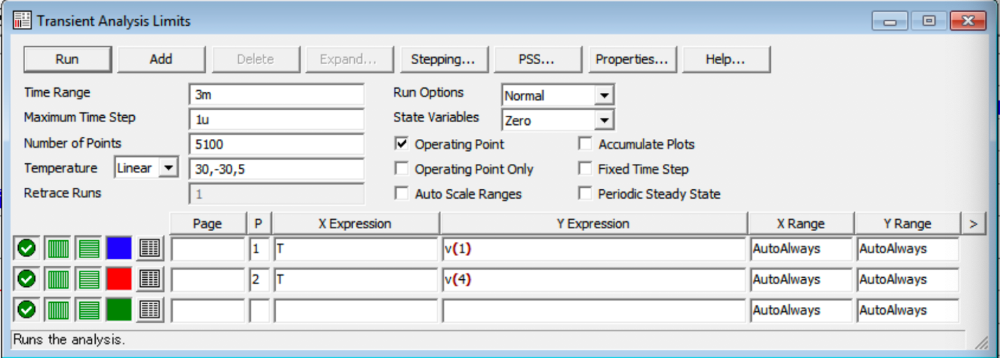 Transient Analysis Limits
Run Add Delete Expand... Stepping... PSS... Properties... Help...
Time Range 3m Run Options Normal
Maximum Time Step 1u State Variables Zero
Number of Points 5100 Operating Point Accumulate Plots
Temperature Linear 30,-30,5 Operating Point Only Fixed Time Step
Retrace Runs 1 Auto Scale Ranges Periodic Steady State
Page P X Expression Y Expression X Range Y Range >
1 T v(1) AutoAlways AutoAlways
2 T v(4) AutoAlways AutoAlways
AutoAlways AutoAlways
Runs the analysis.